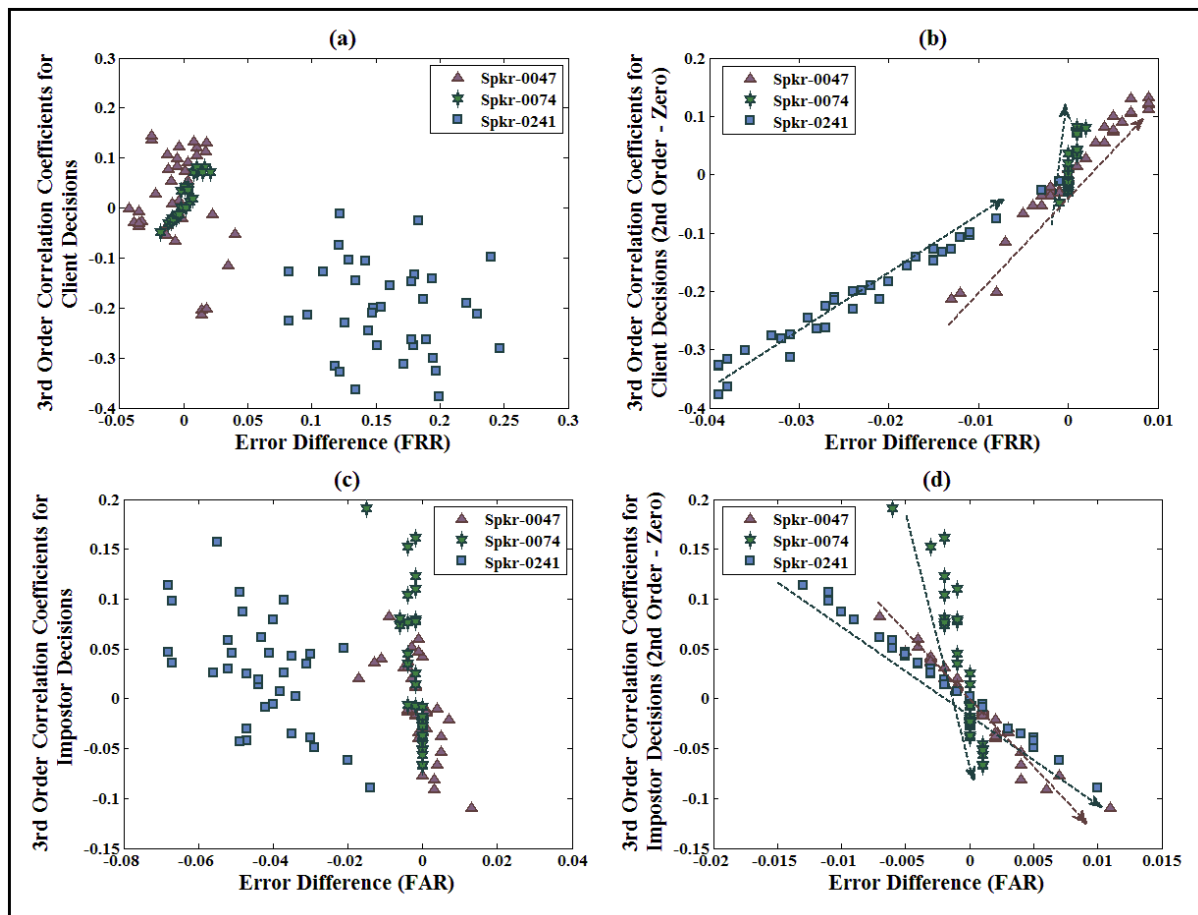 (a)
3rd Order Correlation Coefficients for
Client Decisions
0.3
0.2
0.1
0
-0.1
-0.2
-0.3
-0.4
Spkr-0047
Spkr-0074
Spkr-0241
-0.05
0
0.05
0.1
0.15
0.2
0.25
0.3
Error Difference (FRR)
(b)
3rd Order Correlation Coefficients for
Client Decisions (2nd Order - Zero)
0.2
0.1
0
-0.1
-0.2
-0.3
-0.4
Spkr-0047
Spkr-0074
Spkr-0241
-0.04
-0.03
-0.02
-0.01
0
0.01
Error Difference (FRR)
(c)
3rd Order Correlation Coefficients for
Impostor Decisions
0.2
0.15
0.1
0.05
0
-0.05
-0.1
-0.15
Spkr-0047
Spkr-0074
Spkr-0241
-0.08
-0.06
-0.04
-0.02
0
0.02
0.04
Error Difference (FAR)
(d)
3rd Order Correlation Coefficients for
Impostor Decisions (2nd Order - Zero)
0.2
0.15
0.1
0.05
0
-0.05
-0.1
-0.15
Spkr-0047
Spkr-0074
Spkr-0241
-0.02
-0.015
-0.01
-0.005
0
0.005
0.01
0.015
Error Difference (FAR)